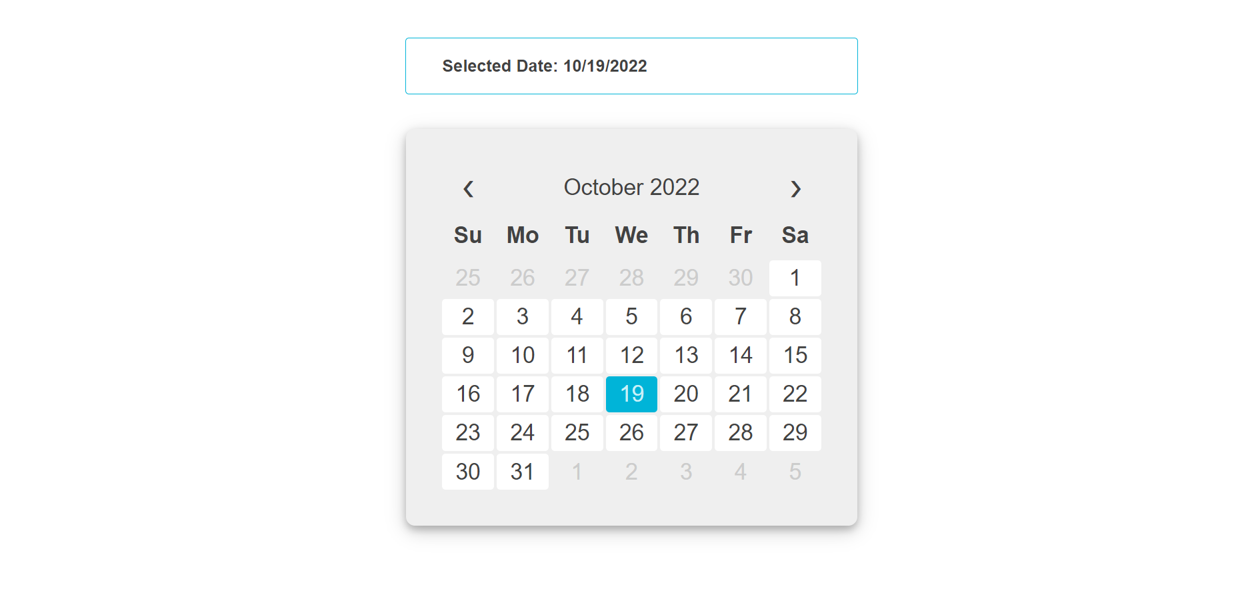 Selected Date: 10/19/2022
‹ October 2022 ›
Su Mo Tu We Th Fr Sa
25 26 27 28 29 30 1
2 3 4 5 6 7 8
9 10 11 12 13 14 15
16 17 18 19 20 21 22
23 24 25 26 27 28 29
30 31 1 2 3 4 5